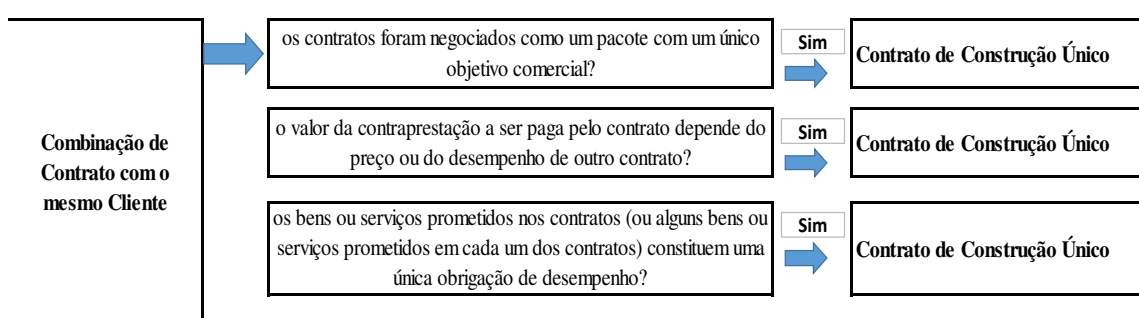 os contratos foram negociados como um pacote com um único
objetivo comercial?
Sim
Contrato de Construção Único
Combinação de
Contrato com o
mesmo Cliente
o valor da contraprestação a ser paga pelo contrato depende do
preço ou do desempenho de outro contrato?
Sim
Contrato de Construção Único
os bens ou serviços prometidos nos contratos (ou alguns bens ou
serviços prometidos em cada um dos contratos) constituem uma
única obrigação de desempenho?
Sim
Contrato de Construção Único